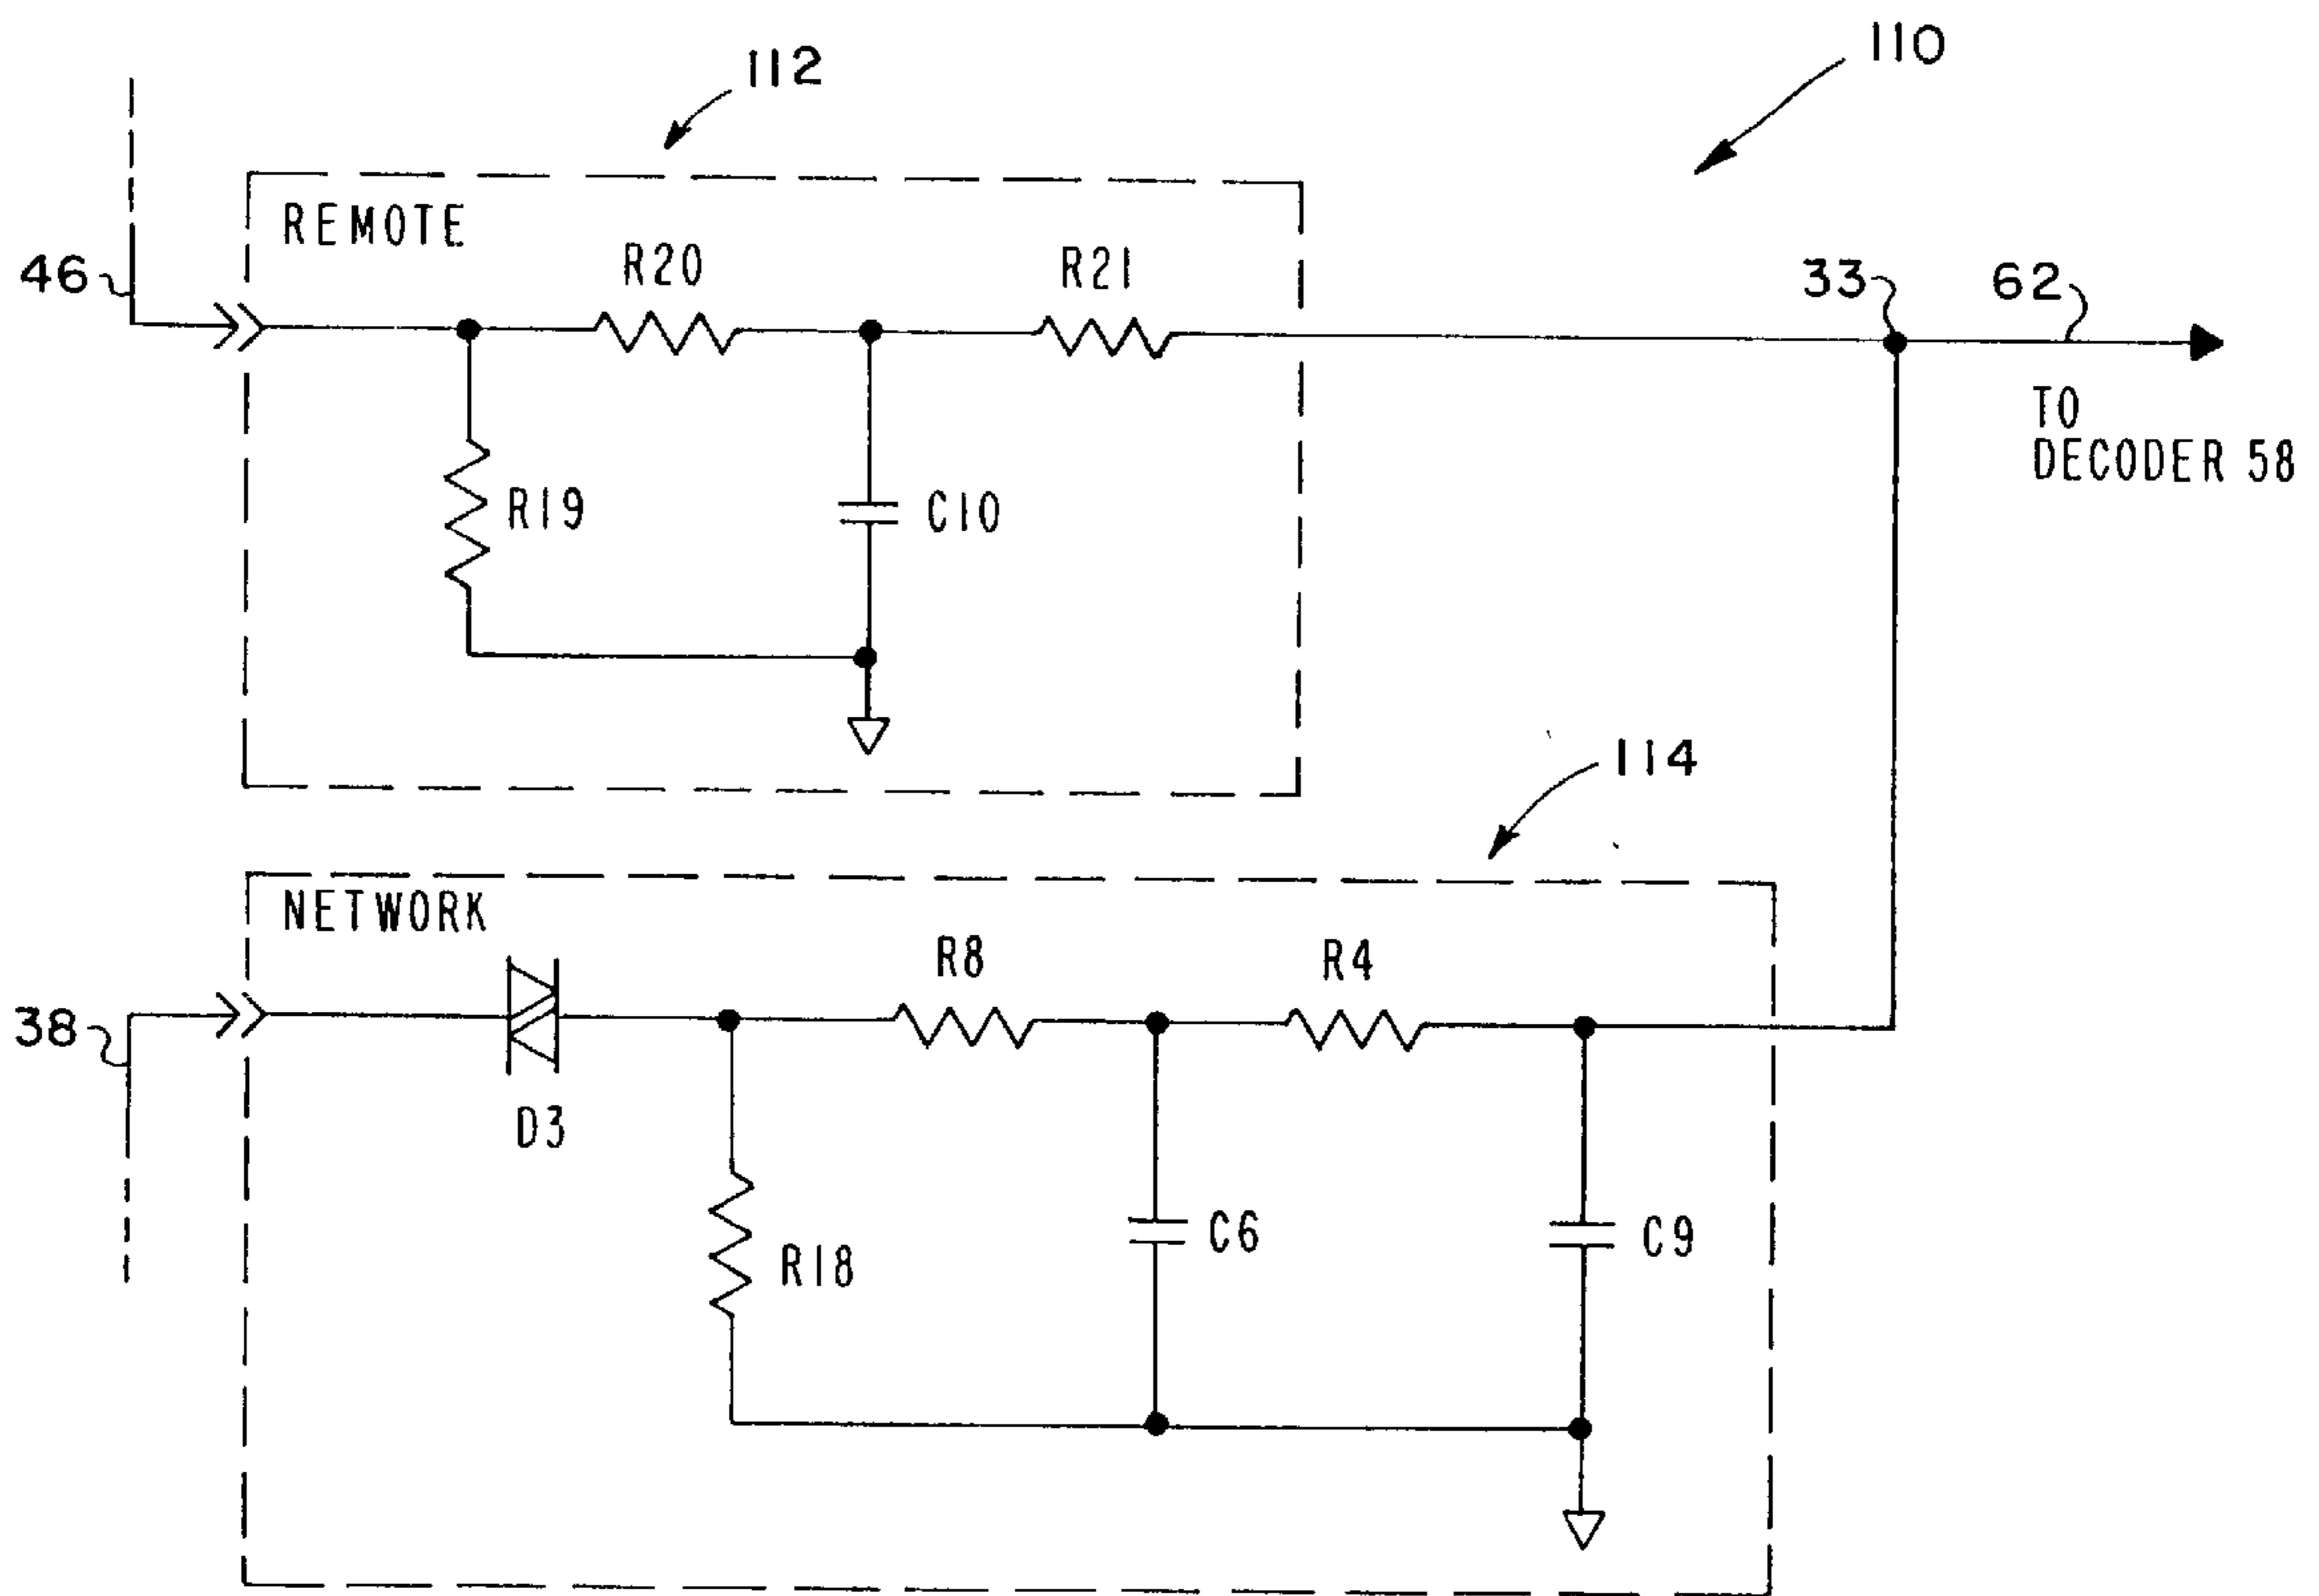 110
112
REMOTE
R20
R21
46
33
62
TO
DECODER 58
R19
C10
114
NETWORK
R8
R4
38
D3
C6
C9
R18